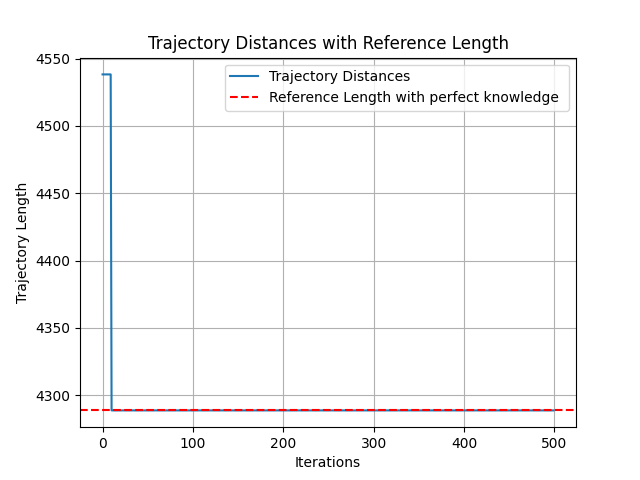 Trajectory Distances with Reference Length
Trajectory Distances
Reference Length with perfect knowledge
Trajectory Length
4550
4500
4450
4400
4350
4300
0 100 200 300 400 500
Iterations